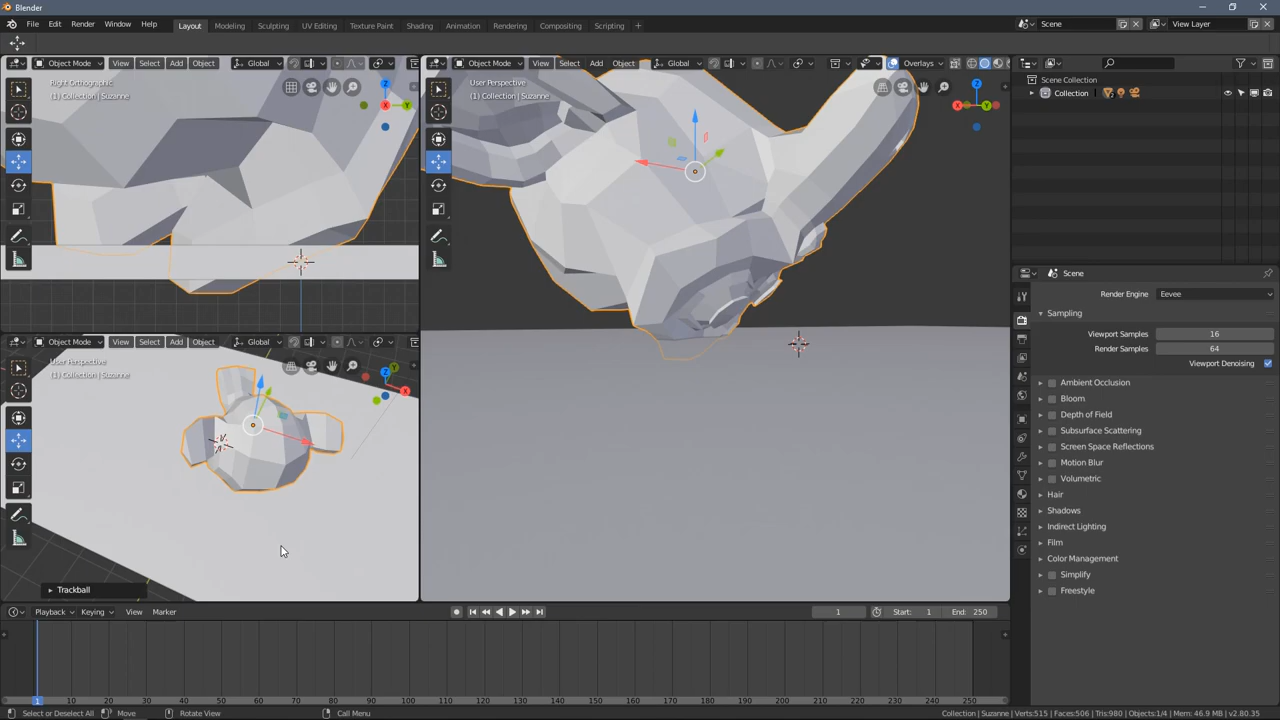 Blender
File Edit Render Window Help
Layout Modeling Sculpting UV Editing Texture Paint Shading Animation Rendering Compositing Scripting +
Scene
View Layer
Object Mode View Select Add Object Global
Right Orthographic
(1) Collection | Suzanne
Z
X
Y
Object Mode View Select Add Object Global Overlays
User Perspective
(1) Collection | Suzanne
Z
X
Y
Scene Collection
Collection
Object Mode View Select Add Object Global
User Perspective
(1) Collection | Suzanne
Y
Z
X
Trackball
Scene
Render Engine Eevee
Sampling
Viewport Samples 16
Render Samples 64
Viewport Denoising
Ambient Occlusion
Bloom
Depth of Field
Subsurface Scattering
Screen Space Reflections
Motion Blur
Volumetric
Hair
Shadows
Indirect Lighting
Film
Color Management
Simplify
Freestyle
Playback Keying View Marker
1
Start: 1
End: 250
1 10 20 30 40 50 60 70 80 90 100 110 120 130 140 150 160 170 180 190 200 210 220 230 240 250
Select or Deselect All Move Rotate View Call Menu
Collection | Suzanne | Verts:515 | Faces:506 | Tris:980 | Objects:1/4 | Mem: 46.9 MB | v2.80.35